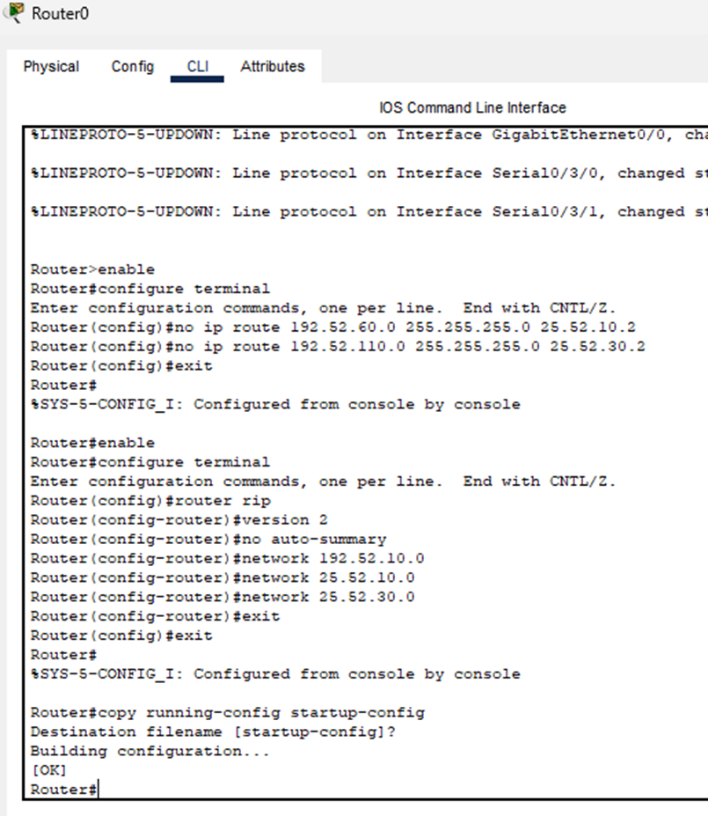 Router0
Physical Config CLI Attributes
IOS Command Line Interface
%LINEPROTO-5-UPDOWN: Line protocol on Interface GigabitEthernet0/0, cha
%LINEPROTO-5-UPDOWN: Line protocol on Interface Serial0/3/0, changed st
%LINEPROTO-5-UPDOWN: Line protocol on Interface Serial0/3/1, changed st
Router>enable
Router#configure terminal
Enter configuration commands, one per line.  End with CNTL/Z.
Router(config)#no ip route 192.52.60.0 255.255.255.0 25.52.10.2
Router(config)#no ip route 192.52.110.0 255.255.255.0 25.52.30.2
Router(config)#exit
Router#
%SYS-5-CONFIG_I: Configured from console by console
Router#enable
Router#configure terminal
Enter configuration commands, one per line.  End with CNTL/Z.
Router(config)#router rip
Router(config-router)#version 2
Router(config-router)#no auto-summary
Router(config-router)#network 192.52.10.0
Router(config-router)#network 25.52.10.0
Router(config-router)#network 25.52.30.0
Router(config-router)#exit
Router(config)#exit
Router#
%SYS-5-CONFIG_I: Configured from console by console
Router#copy running-config startup-config
Destination filename [startup-config]?
Building configuration...
[OK]
Router#